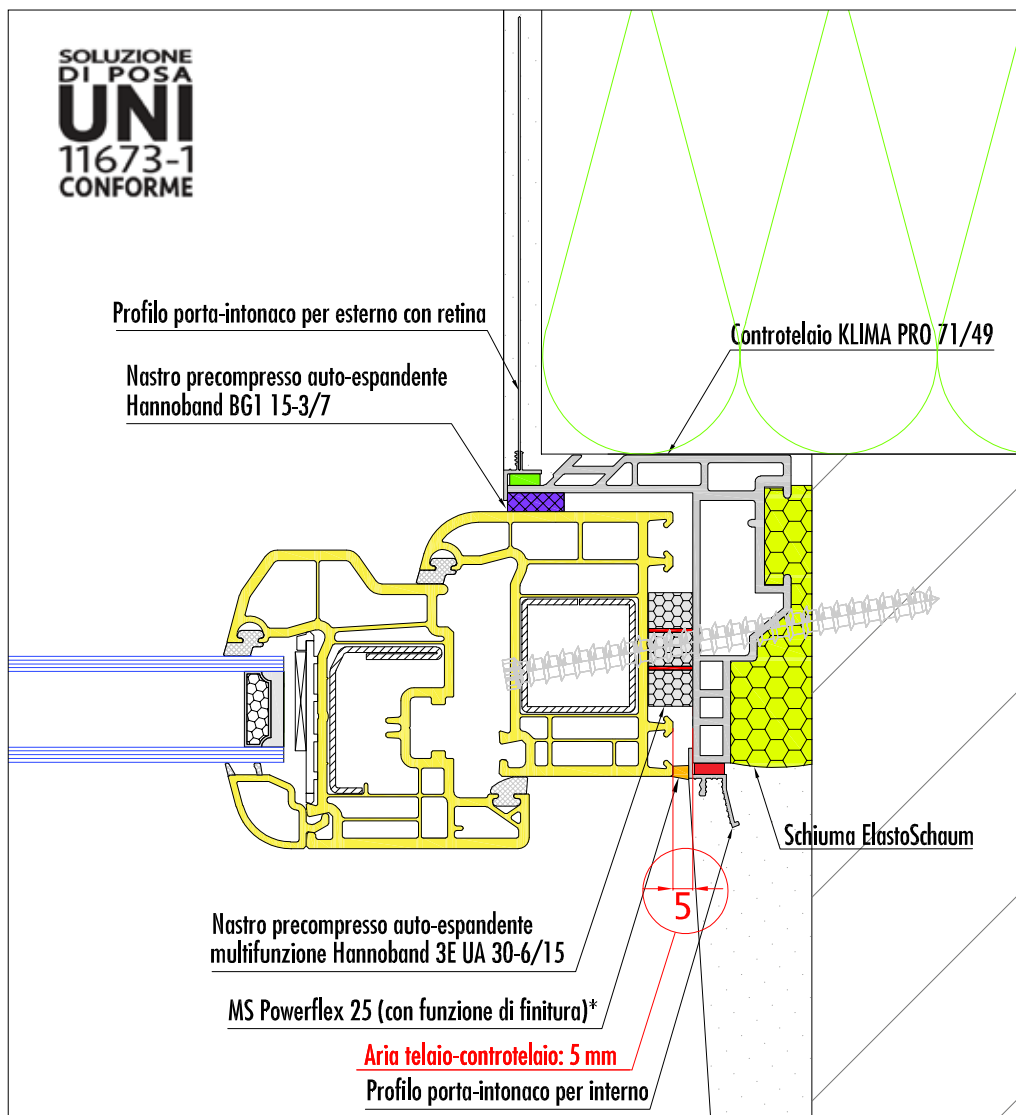 SOLUZIONE
DI POSA
UNI
11673-1
CONFORME
Profilo porta-intonaco per esterno con retina
Controtelaio KLIMA PRO 71/49
Nastro precompresso auto-espandente
Hannoband BG1 15-3/7
Schiuma ElastoSchaum
5
Nastro precompresso auto-espandente
multifunzione Hannoband 3E UA 30-6/15
MS Powerflex 25 (con funzione di finitura)*
Aria telaio-controtelaio: 5 mm
Profilo porta-intonaco per interno